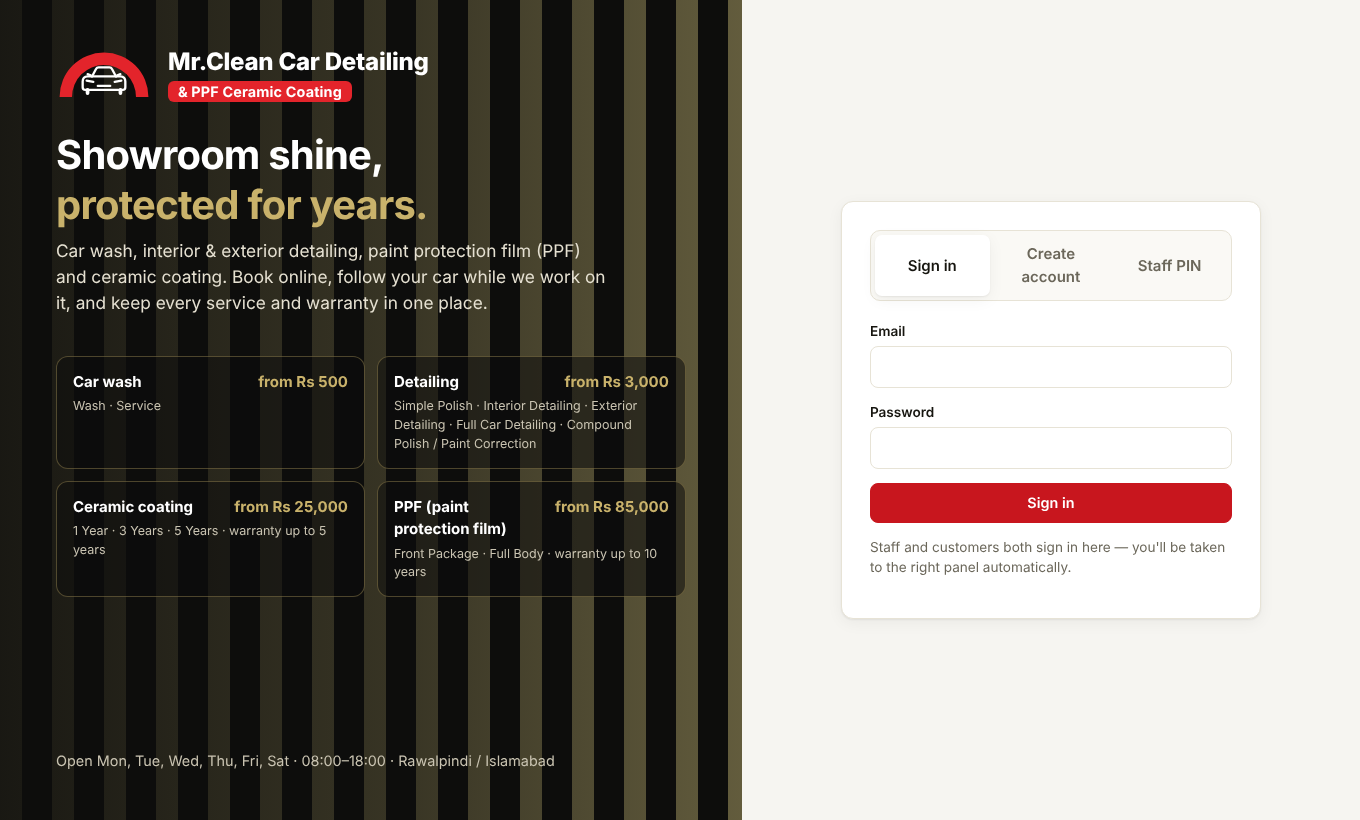 Mr.Clean Car Detailing
& PPF Ceramic Coating
Showroom shine,
protected for years.
Car wash, interior & exterior detailing, paint protection film (PPF)
and ceramic coating. Book online, follow your car while we work on
it, and keep every service and warranty in one place.
Car wash
from Rs 500
Wash · Service
Detailing
from Rs 3,000
Simple Polish · Interior Detailing · Exterior
Detailing · Full Car Detailing · Compound
Polish / Paint Correction
Ceramic coating
from Rs 25,000
1 Year · 3 Years · 5 Years · warranty up to 5
years
PPF (paint
protection film)
from Rs 85,000
Front Package · Full Body · warranty up to 10
years
Open Mon, Tue, Wed, Thu, Fri, Sat · 08:00–18:00 · Rawalpindi / Islamabad
Sign in
Create
account
Staff PIN
Email
Password
Sign in
Staff and customers both sign in here — you'll be taken
to the right panel automatically.